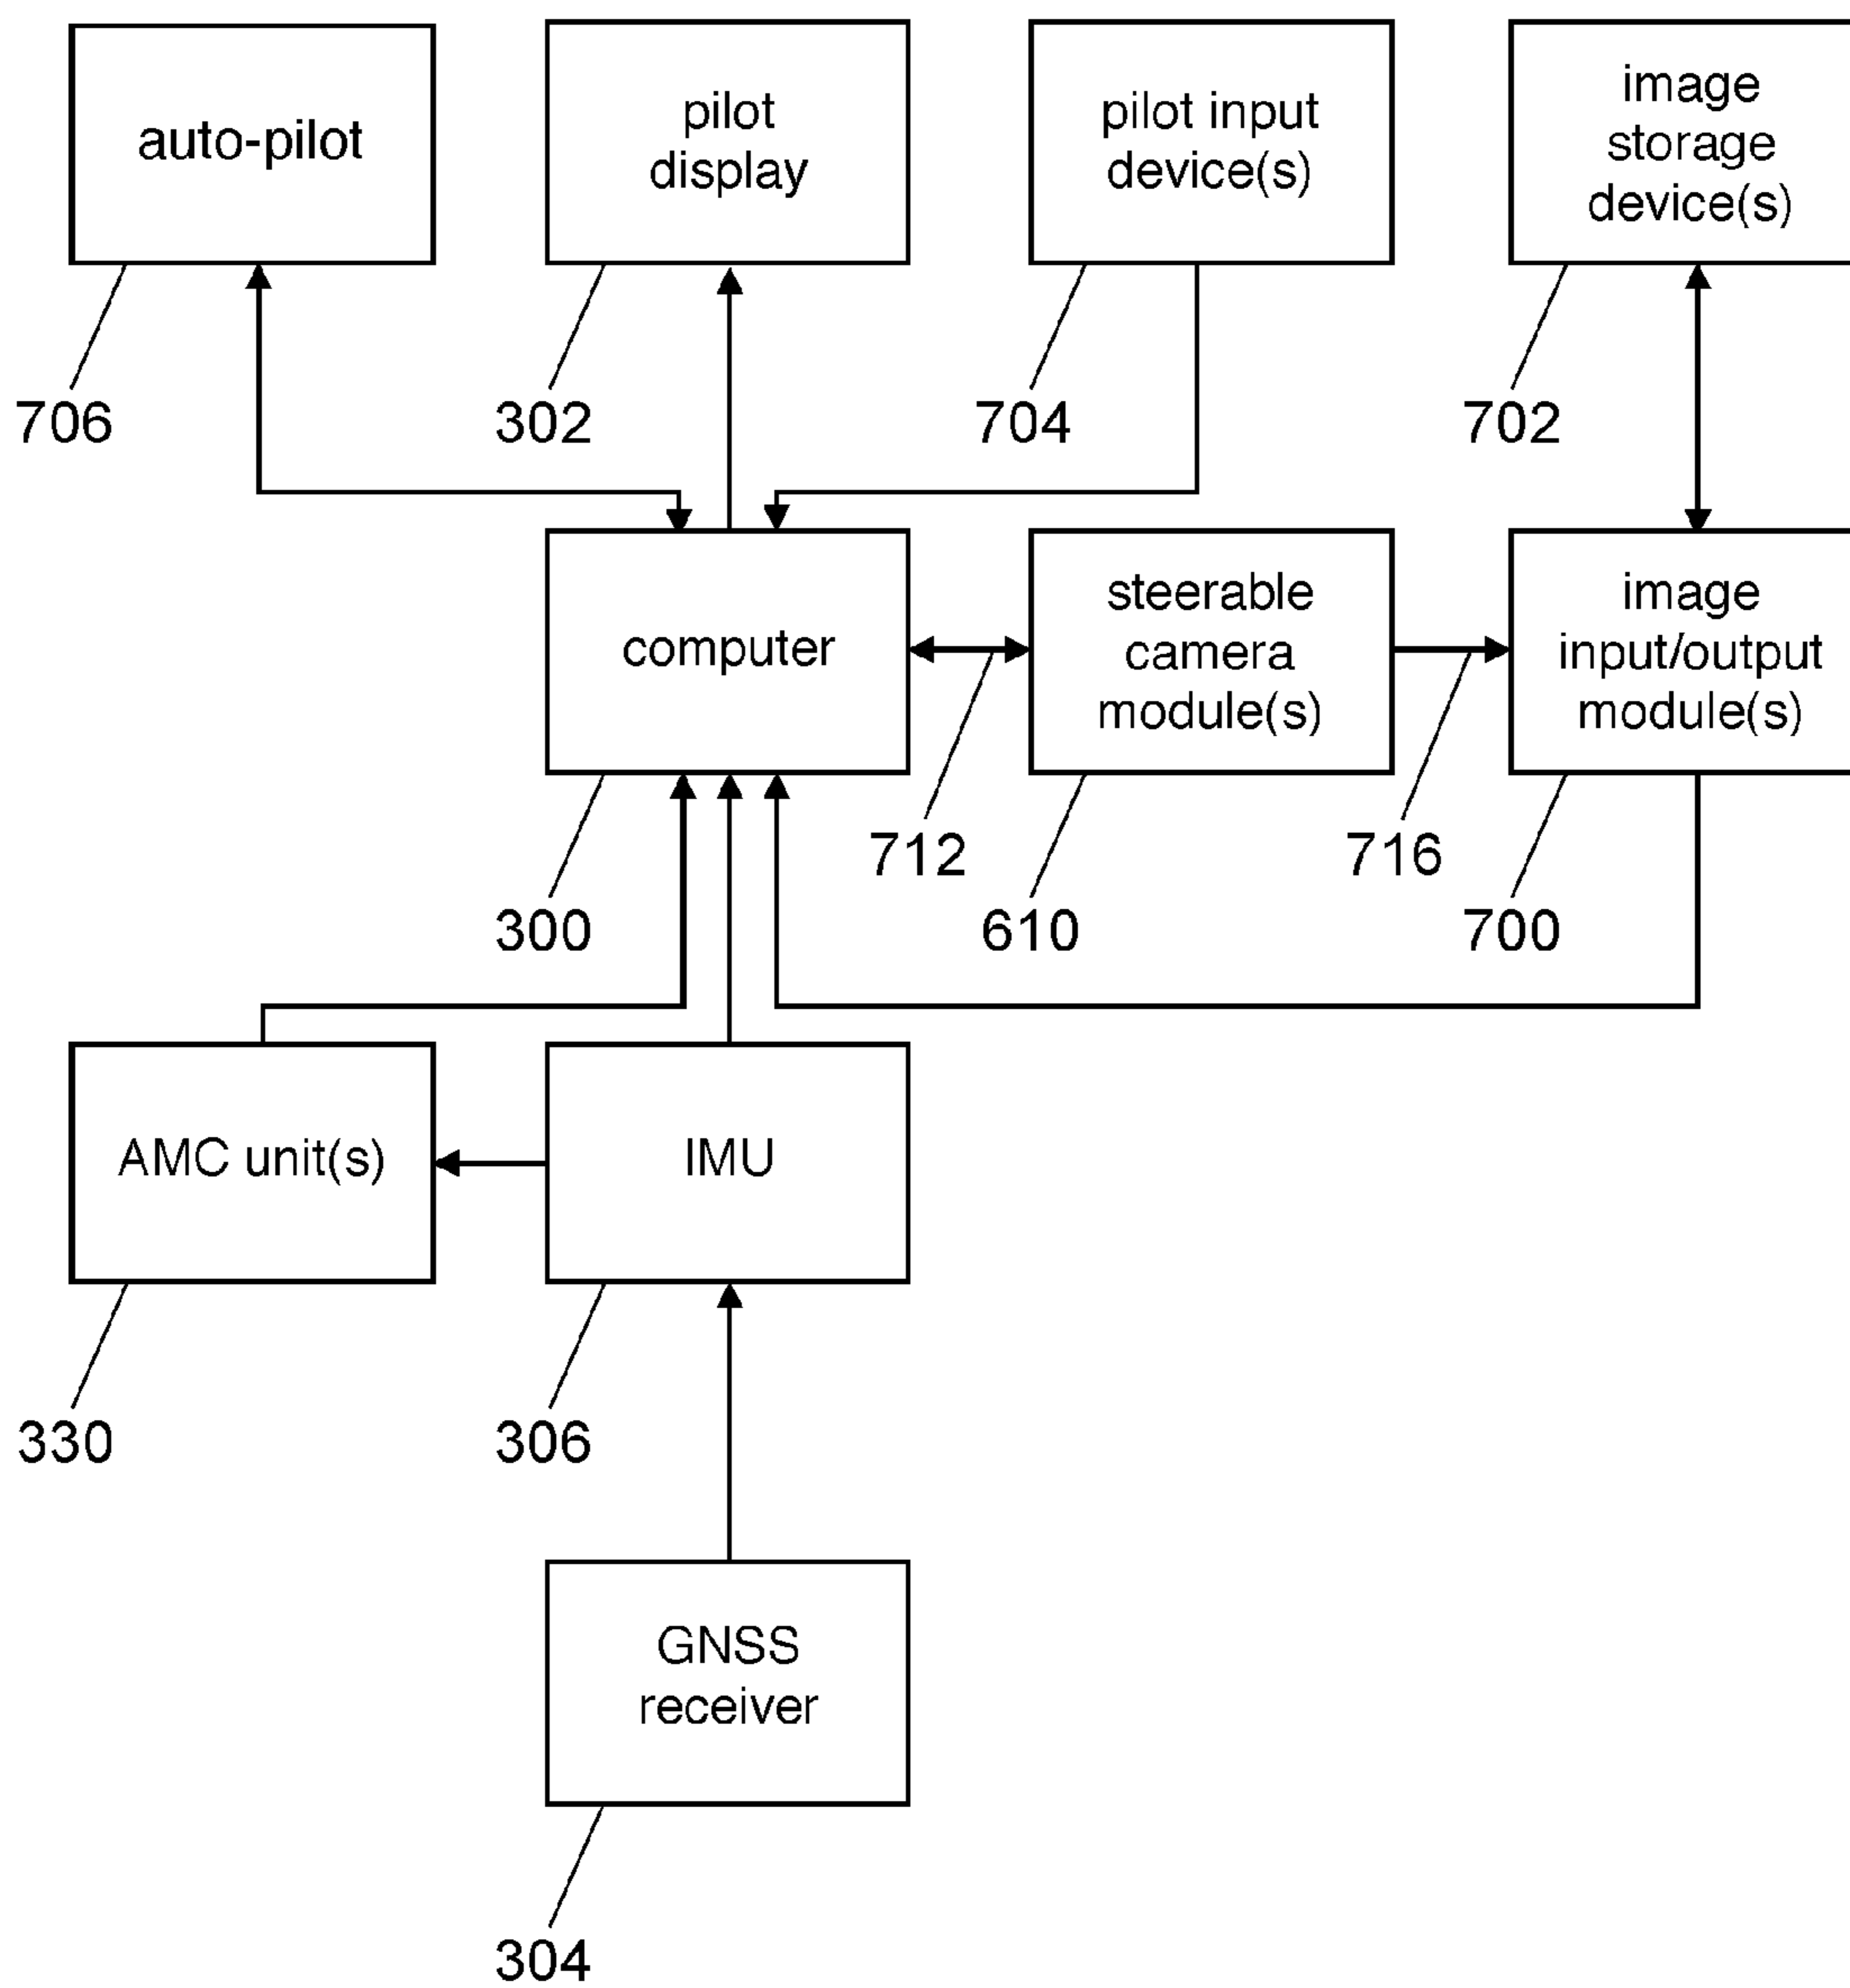 auto-pilot
pilot
display
pilot input
device(s)
image
storage
device(s)
706
302
704
702
computer
steerable
camera
module(s)
image
input/output
module(s)
712
716
300
610
700
AMC unit(s)
IMU
330
306
GNSS
receiver
304